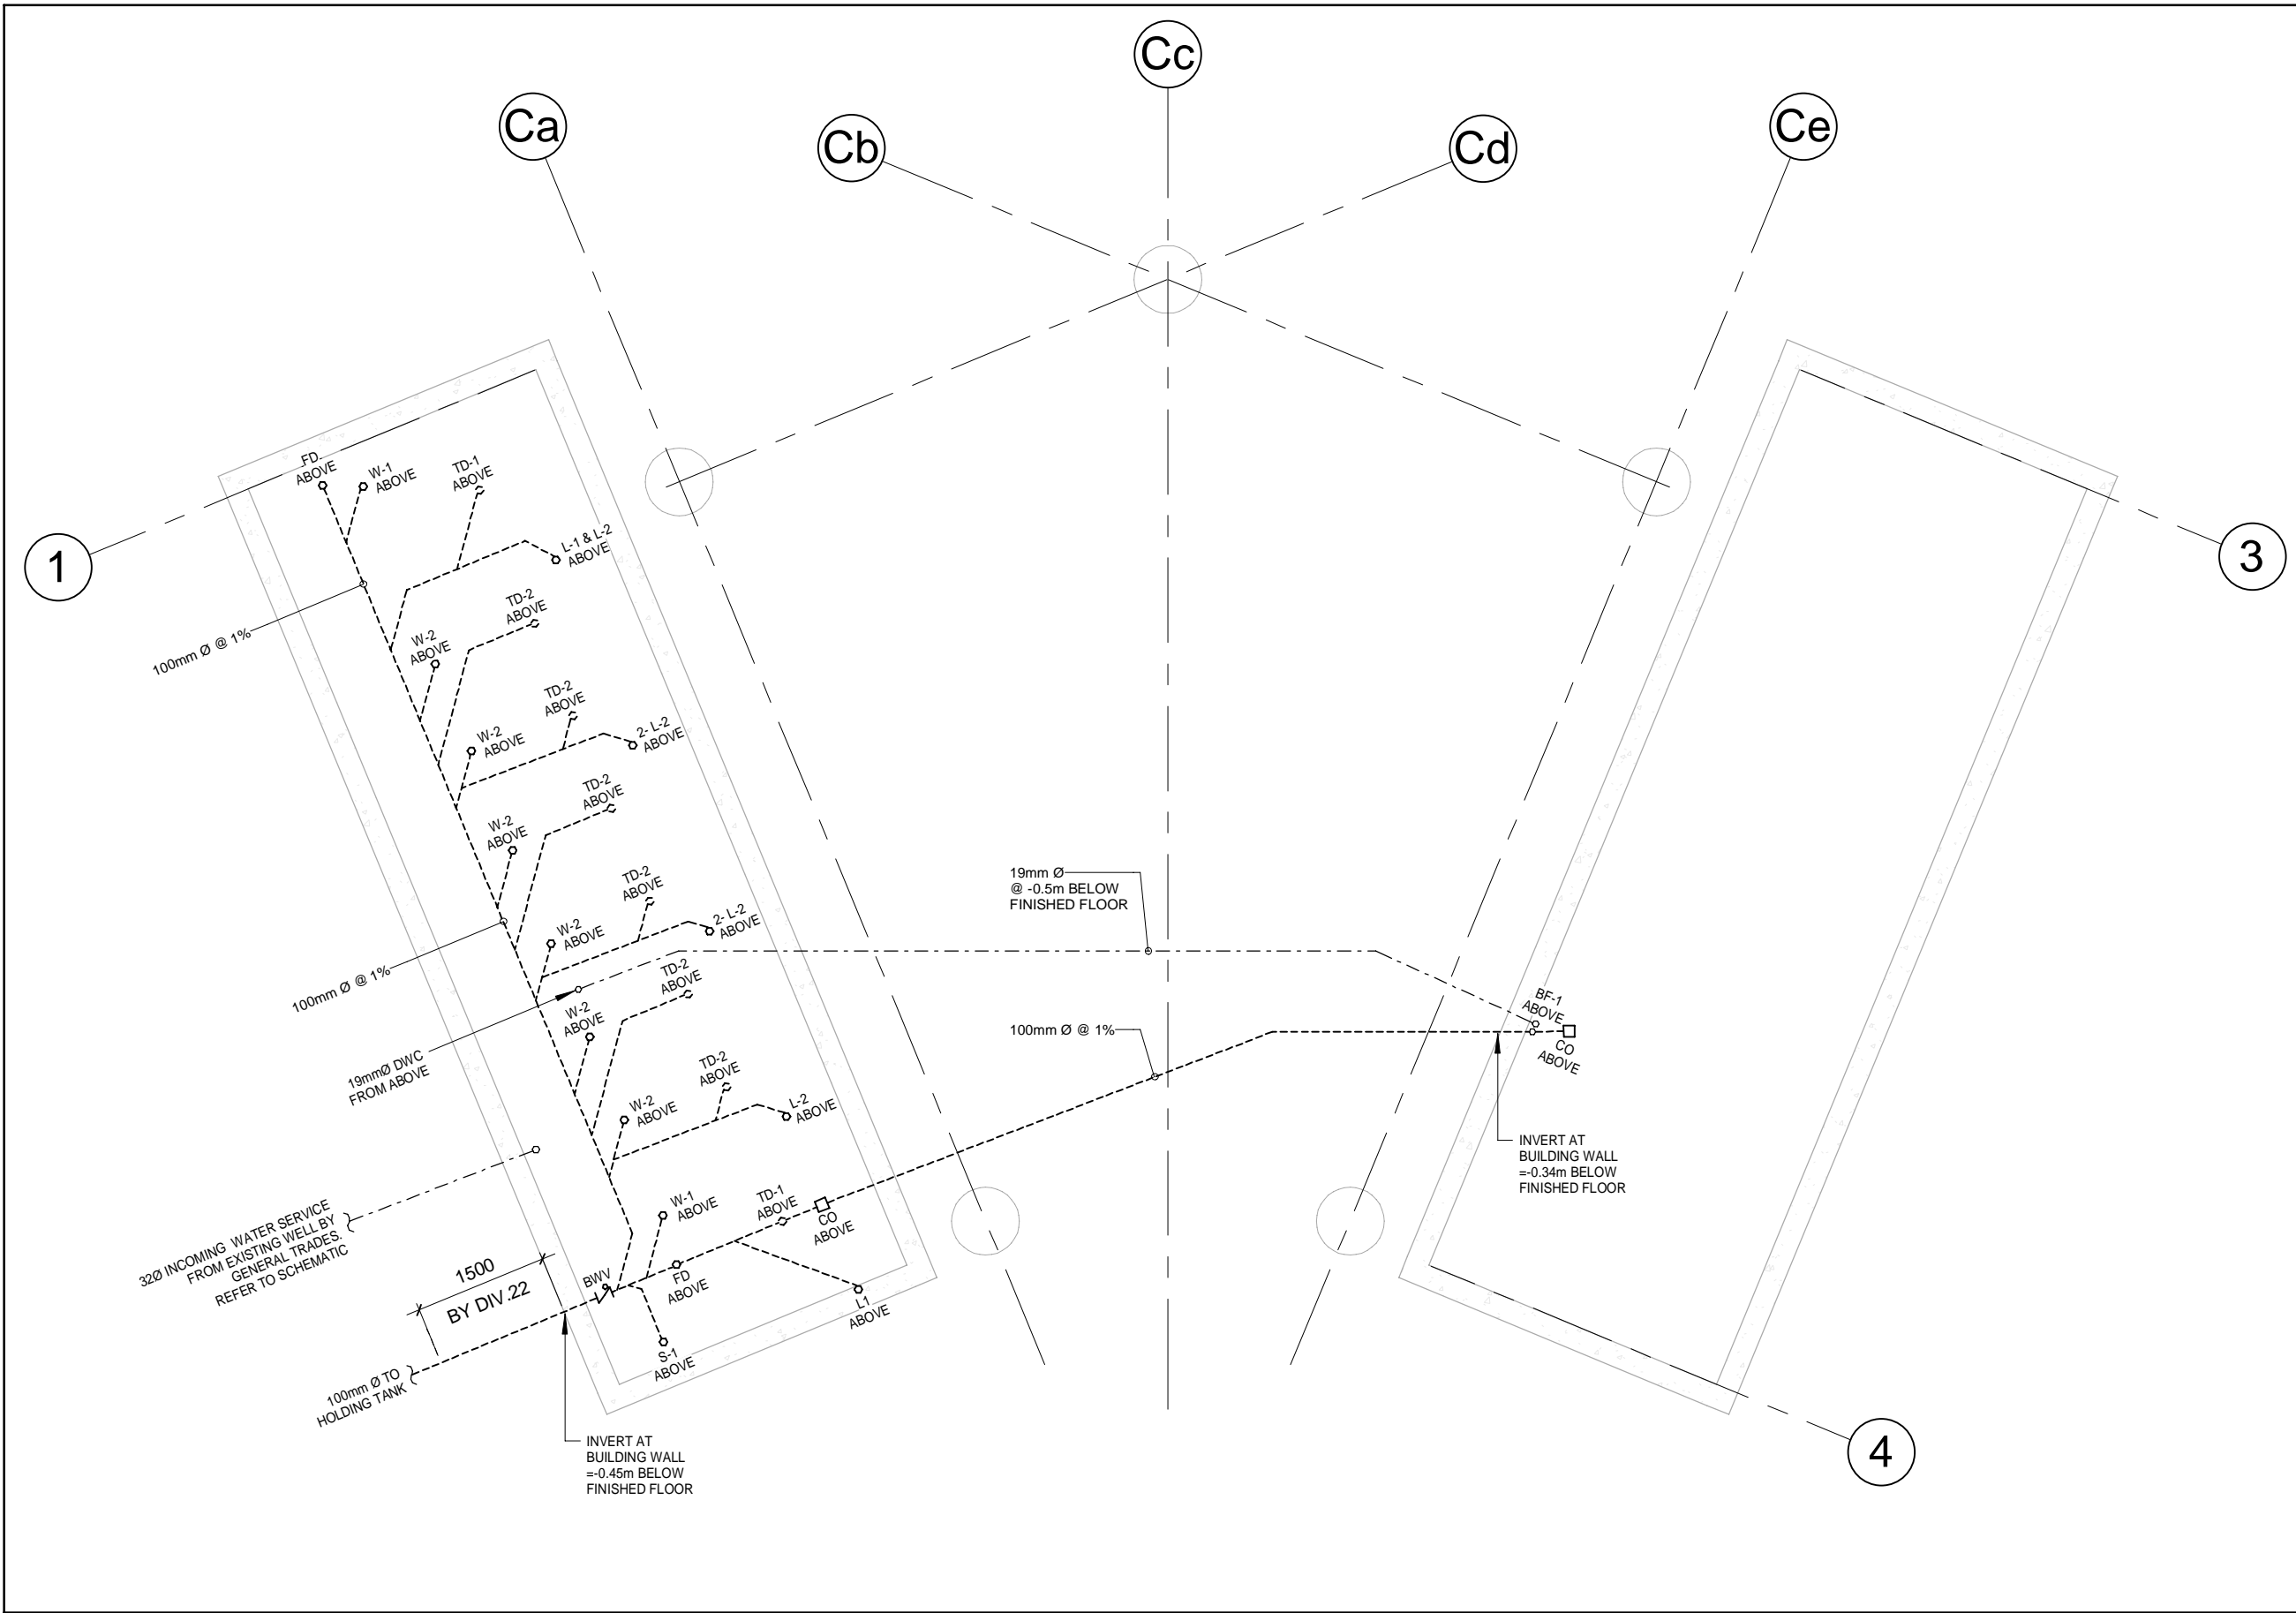 Cc
Ca
Cb
Cd
Ce
1
3
4
FD
ABOVE
W-1
ABOVE
TD-1
ABOVE
L-1 & L-2
ABOVE
100mm Ø @ 1%
TD-2
ABOVE
W-2
ABOVE
TD-2
ABOVE
W-2
ABOVE
2- L-2
ABOVE
TD-2
ABOVE
W-2
ABOVE
TD-2
ABOVE
W-2
ABOVE
2- L-2
ABOVE
100mm Ø @ 1%
TD-2
ABOVE
W-2
ABOVE
19mmØ DWC
FROM ABOVE
TD-2
ABOVE
W-2
ABOVE
L-2
ABOVE
19mm Ø
@ -0.5m BELOW
FINISHED FLOOR
100mm Ø @ 1%
BF-1
ABOVE
CO
ABOVE
INVERT AT
BUILDING WALL
=-0.34m BELOW
FINISHED FLOOR
32Ø INCOMING WATER SERVICE
FROM EXISTING WELL BY
GENERAL TRADES.
REFER TO SCHEMATIC
W-1
ABOVE
TD-1
ABOVE
CO
ABOVE
1500
BY DIV.22
BWV
FD
ABOVE
L1
ABOVE
S-1
ABOVE
100mm Ø TO
HOLDING TANK
INVERT AT
BUILDING WALL
=-0.45m BELOW
FINISHED FLOOR